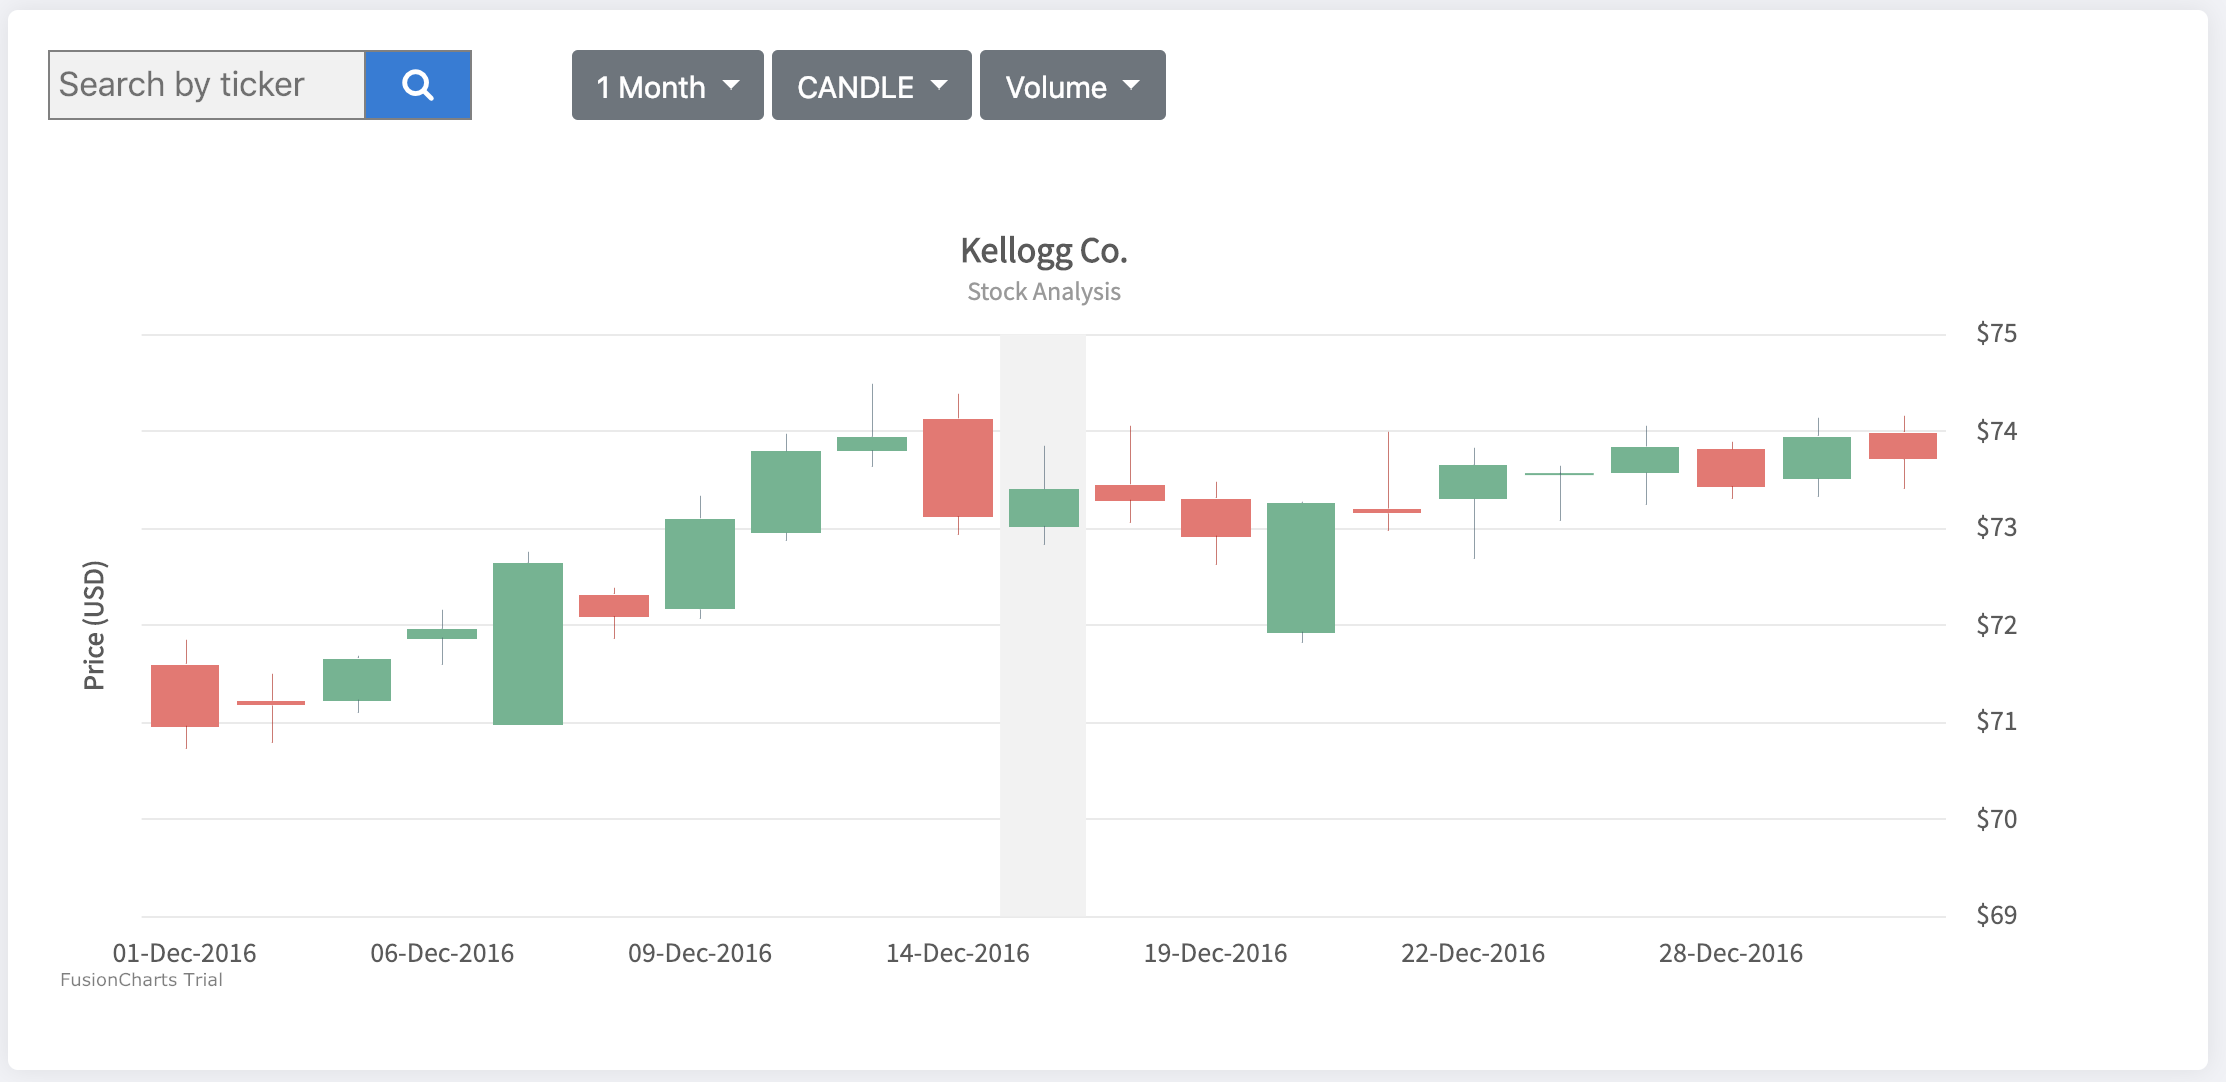 Search by ticker
1 Month
CANDLE
Volume
Kellogg Co.
Stock Analysis
Price (USD)
$75
$74
$73
$72
$71
$70
$69
01-Dec-2016 06-Dec-2016 09-Dec-2016 14-Dec-2016 19-Dec-2016 22-Dec-2016 28-Dec-2016
FusionCharts Trial